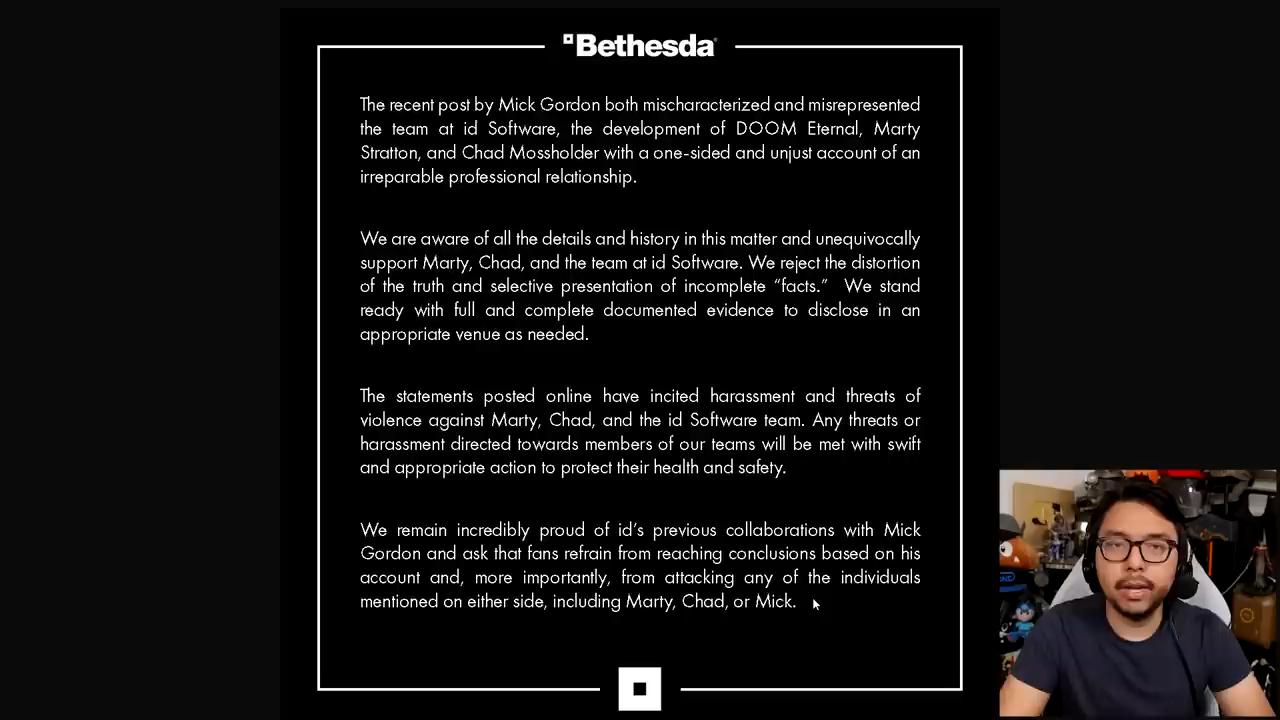 Bethesda
The recent post by Mick Gordon both mischaracterized and misrepresented
the team at id Software, the development of DOOM Eternal, Marty
Stratton, and Chad Mossholder with a one-sided and unjust account of an
irreparable professional relationship.
We are aware of all the details and history in this matter and unequivocally
support Marty, Chad, and the team at id Software. We reject the distortion
of the truth and selective presentation of incomplete “facts.”  We stand
ready with full and complete documented evidence to disclose in an
appropriate venue as needed.
The statements posted online have incited harassment and threats of
violence against Marty, Chad, and the id Software team. Any threats or
harassment directed towards members of our teams will be met with swift
and appropriate action to protect their health and safety.
We remain incredibly proud of id’s previous collaborations with Mick
Gordon and ask that fans refrain from reaching conclusions based on his
account and, more importantly, from attacking any of the individuals
mentioned on either side, including Marty, Chad, or Mick.